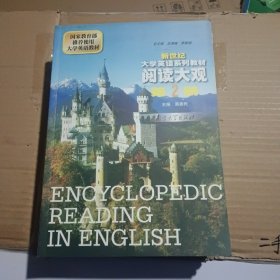 国家教育部
推荐使用
大学英语教材
新世纪
大学英语系列教材
阅读大观
第2册
ENCYCLOPEDIC
READING
IN ENGLISH
二手